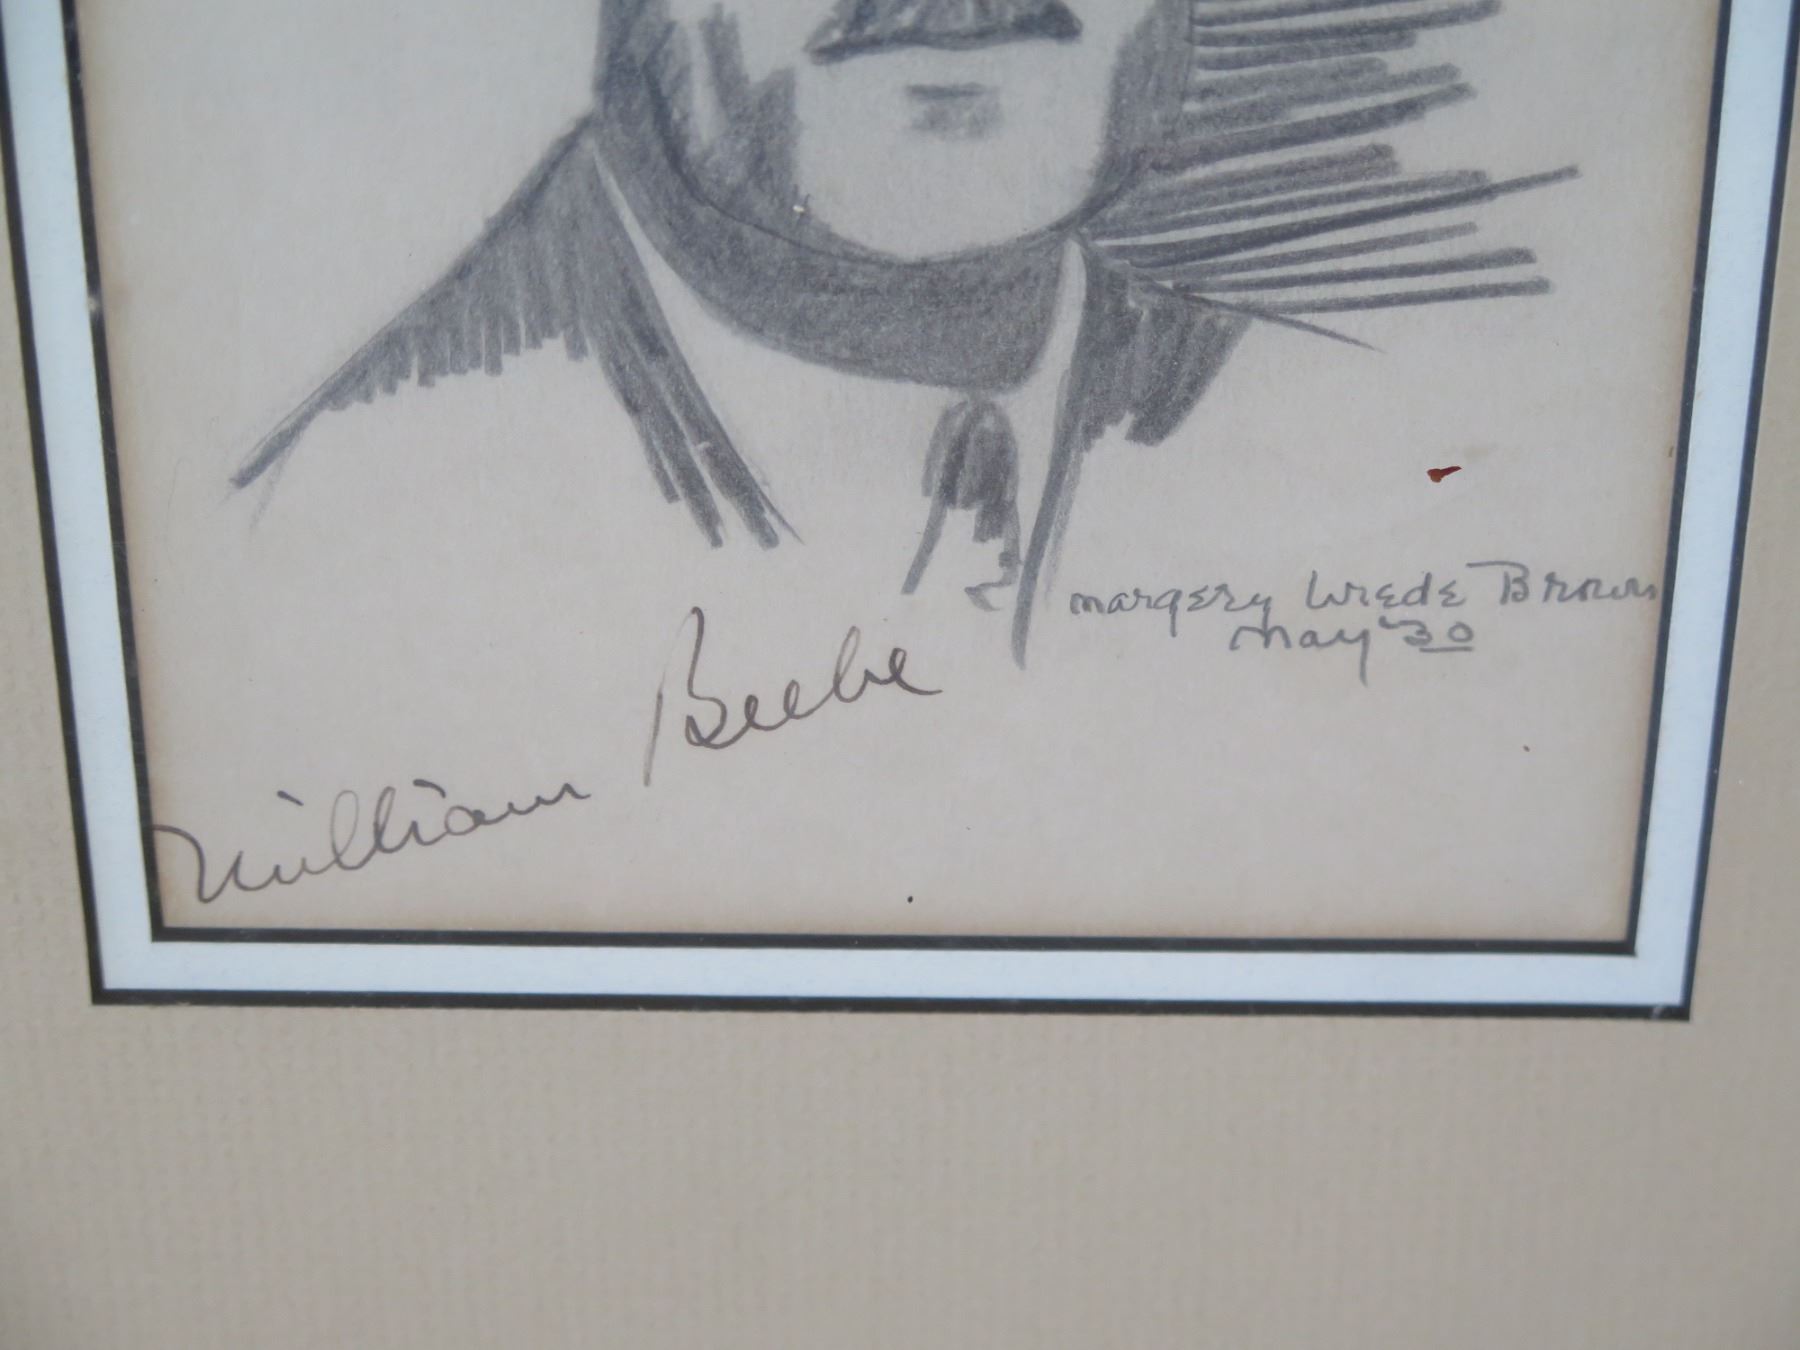 margery Wrede Brown
May '30
William Beebe